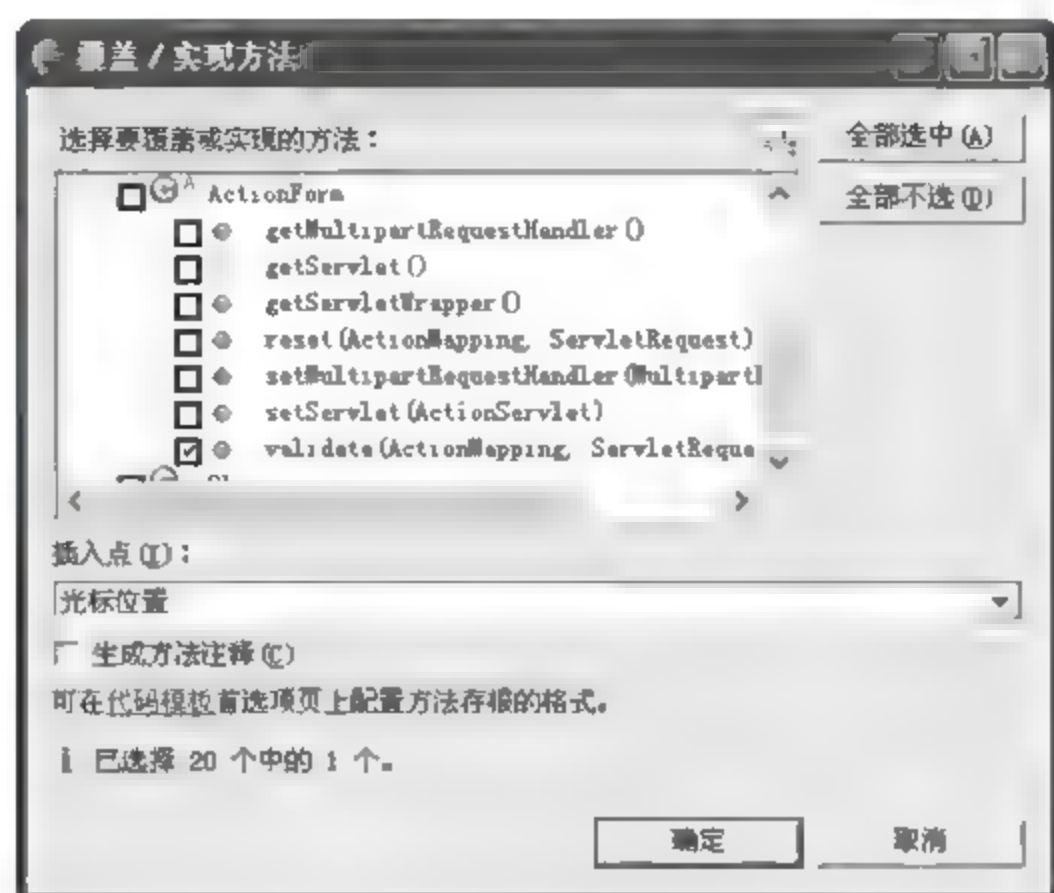 覆盖 / 实现方法
选择要覆盖或实现的方法：
全部选中(A)
全部不选(D)
ActionForm
getMultipartRequestHandler()
getServlet()
getServletWrapper()
reset(ActionMapping, ServletRequest)
setMultipartRequestHandler(Multipart
setServlet(ActionServlet)
validate(ActionMapping, ServletReque
插入点(I)：
光标位置
生成方法注释(C)
可在代码模板首选项页上配置方法存根的格式。
i 已选择 20 个中的 1 个。
确定
取消